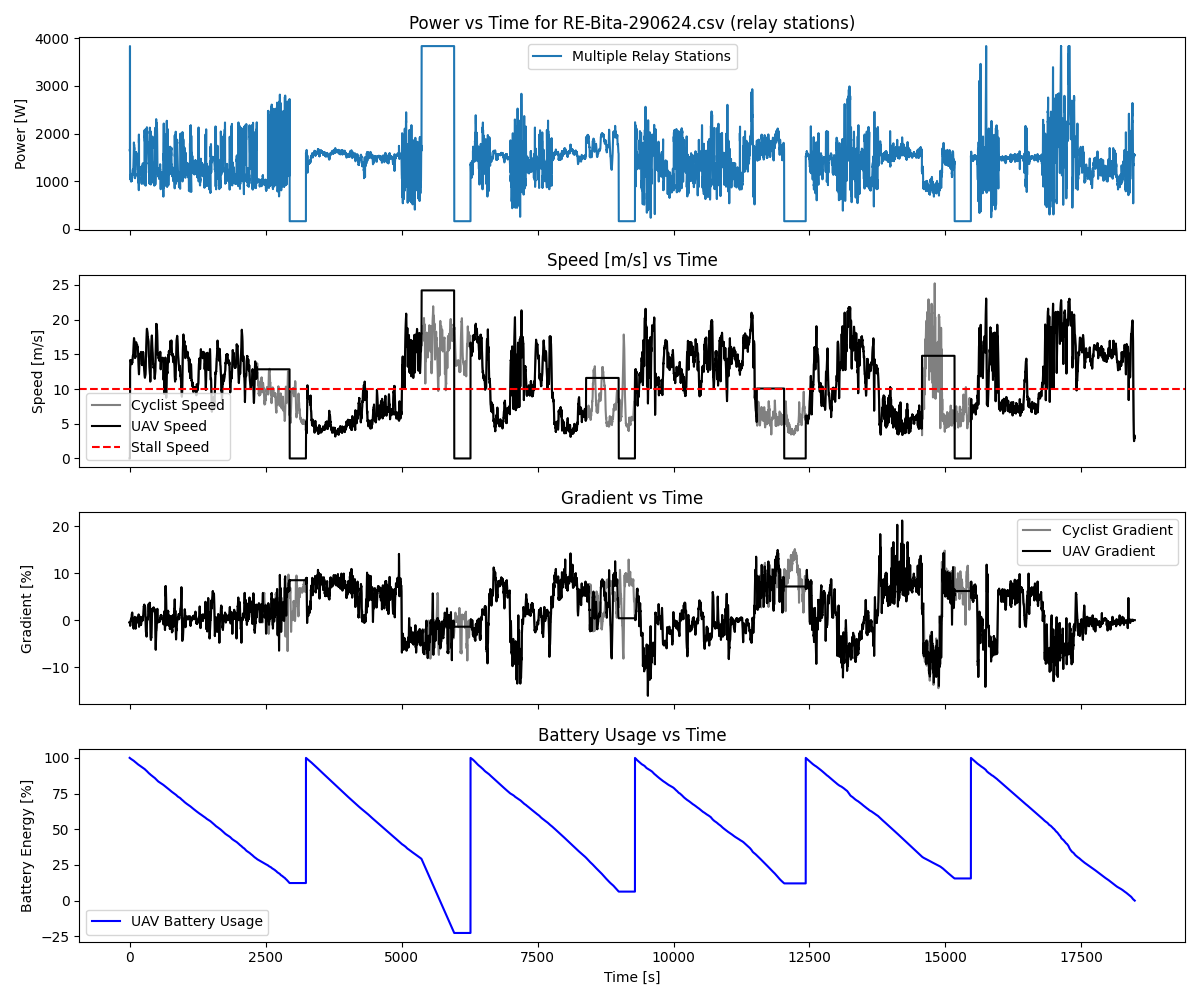 Power vs Time for RE-Bita-290624.csv (relay stations)
4000
3000
2000
1000
0
Power [W]
Multiple Relay Stations
Speed [m/s] vs Time
25
20
15
10
5
0
Speed [m/s]
Cyclist Speed
UAV Speed
Stall Speed
Gradient vs Time
20
10
0
−10
Gradient [%]
Cyclist Gradient
UAV Gradient
Battery Usage vs Time
100
75
50
25
0
−25
Battery Energy [%]
UAV Battery Usage
0 2500 5000 7500 10000 12500 15000 17500
Time [s]